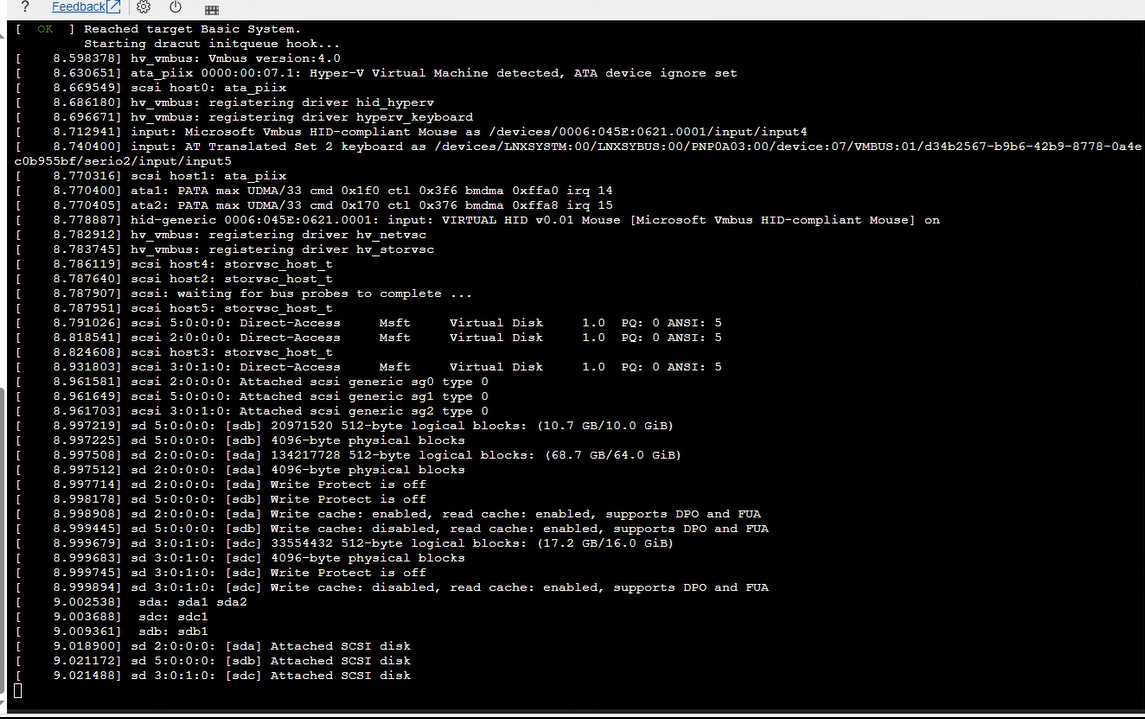 ? Feedback
[  OK  ] Reached target Basic System.
         Starting dracut initqueue hook...
[    8.598378] hv_vmbus: Vmbus version:4.0
[    8.630651] ata_piix 0000:00:07.1: Hyper-V Virtual Machine detected, ATA device ignore set
[    8.669549] scsi host0: ata_piix
[    8.686180] hv_vmbus: registering driver hid_hyperv
[    8.696671] hv_vmbus: registering driver hyperv_keyboard
[    8.712941] input: Microsoft Vmbus HID-compliant Mouse as /devices/0006:045E:0621.0001/input/input4
[    8.740400] input: AT Translated Set 2 keyboard as /devices/LNXSYSTM:00/LNXSYBUS:00/PNP0A03:00/device:07/VMBUS:01/d34b2567-b9b6-42b9-8778-0a4e
c0b955bf/serio2/input/input5
[    8.770316] scsi host1: ata_piix
[    8.770400] ata1: PATA max UDMA/33 cmd 0x1f0 ctl 0x3f6 bmdma 0xffa0 irq 14
[    8.770405] ata2: PATA max UDMA/33 cmd 0x170 ctl 0x376 bmdma 0xffa8 irq 15
[    8.778887] hid-generic 0006:045E:0621.0001: input: VIRTUAL HID v0.01 Mouse [Microsoft Vmbus HID-compliant Mouse] on
[    8.782912] hv_vmbus: registering driver hv_netvsc
[    8.783745] hv_vmbus: registering driver hv_storvsc
[    8.786119] scsi host4: storvsc_host_t
[    8.787640] scsi host2: storvsc_host_t
[    8.787907] scsi: waiting for bus probes to complete ...
[    8.787951] scsi host5: storvsc_host_t
[    8.791026] scsi 5:0:0:0: Direct-Access     Msft     Virtual Disk     1.0  PQ: 0 ANSI: 5
[    8.818541] scsi 2:0:0:0: Direct-Access     Msft     Virtual Disk     1.0  PQ: 0 ANSI: 5
[    8.824608] scsi host3: storvsc_host_t
[    8.931803] scsi 3:0:1:0: Direct-Access     Msft     Virtual Disk     1.0  PQ: 0 ANSI: 5
[    8.961581] scsi 2:0:0:0: Attached scsi generic sg0 type 0
[    8.961649] scsi 5:0:0:0: Attached scsi generic sg1 type 0
[    8.961703] scsi 3:0:1:0: Attached scsi generic sg2 type 0
[    8.997219] sd 5:0:0:0: [sdb] 20971520 512-byte logical blocks: (10.7 GB/10.0 GiB)
[    8.997225] sd 5:0:0:0: [sdb] 4096-byte physical blocks
[    8.997508] sd 2:0:0:0: [sda] 134217728 512-byte logical blocks: (68.7 GB/64.0 GiB)
[    8.997512] sd 2:0:0:0: [sda] 4096-byte physical blocks
[    8.997714] sd 2:0:0:0: [sda] Write Protect is off
[    8.998178] sd 5:0:0:0: [sdb] Write Protect is off
[    8.998908] sd 2:0:0:0: [sda] Write cache: enabled, read cache: enabled, supports DPO and FUA
[    8.999445] sd 5:0:0:0: [sdb] Write cache: disabled, read cache: enabled, supports DPO and FUA
[    8.999679] sd 3:0:1:0: [sdc] 33554432 512-byte logical blocks: (17.2 GB/16.0 GiB)
[    8.999683] sd 3:0:1:0: [sdc] 4096-byte physical blocks
[    8.999745] sd 3:0:1:0: [sdc] Write Protect is off
[    8.999894] sd 3:0:1:0: [sdc] Write cache: disabled, read cache: enabled, supports DPO and FUA
[    9.002538]  sda: sda1 sda2
[    9.003688]  sdc: sdc1
[    9.009361]  sdb: sdb1
[    9.018900] sd 2:0:0:0: [sda] Attached SCSI disk
[    9.021172] sd 5:0:0:0: [sdb] Attached SCSI disk
[    9.021488] sd 3:0:1:0: [sdc] Attached SCSI disk